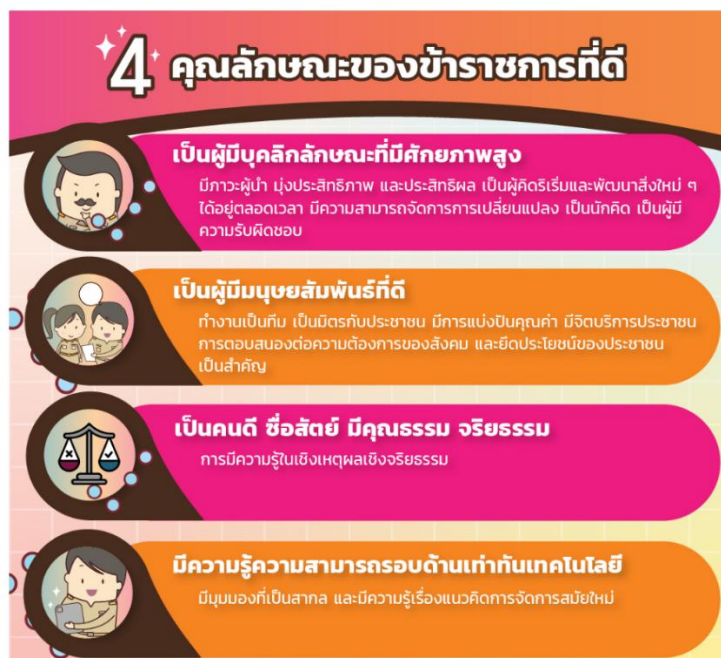 4 คุณลักษณะของข้าราชการที่ดี
เป็นผู้มีบุคลิกลักษณะที่มีศักยภาพสูง
มีภาวะผู้นำ มุ่งประสิทธิภาพ และประสิทธิผล เป็นผู้คิดริเริ่มและพัฒนาสิ่งใหม่ ๆ
ได้อยู่ตลอดเวลา มีความสามารถจัดการการเปลี่ยนแปลง เป็นนักคิด เป็นผู้มี
ความรับผิดชอบ
เป็นผู้มีมนุษยสัมพันธ์ที่ดี
ทำงานเป็นทีม เป็นมิตรกับประชาชน มีการแบ่งปันคุณค่า มีจิตบริการประชาชน
การตอบสนองต่อความต้องการของสังคม และยึดประโยชน์ของประชาชน
เป็นสำคัญ
เป็นคนดี ซื่อสัตย์ มีคุณธรรม จริยธรรม
การมีความรู้ในเชิงเหตุผลเชิงจริยธรรม
มีความรู้ความสามารถรอบด้านเท่าทันเทคโนโลยี
มีมุมมองที่เป็นสากล และมีความรู้เรื่องแนวคิดการจัดการสมัยใหม่